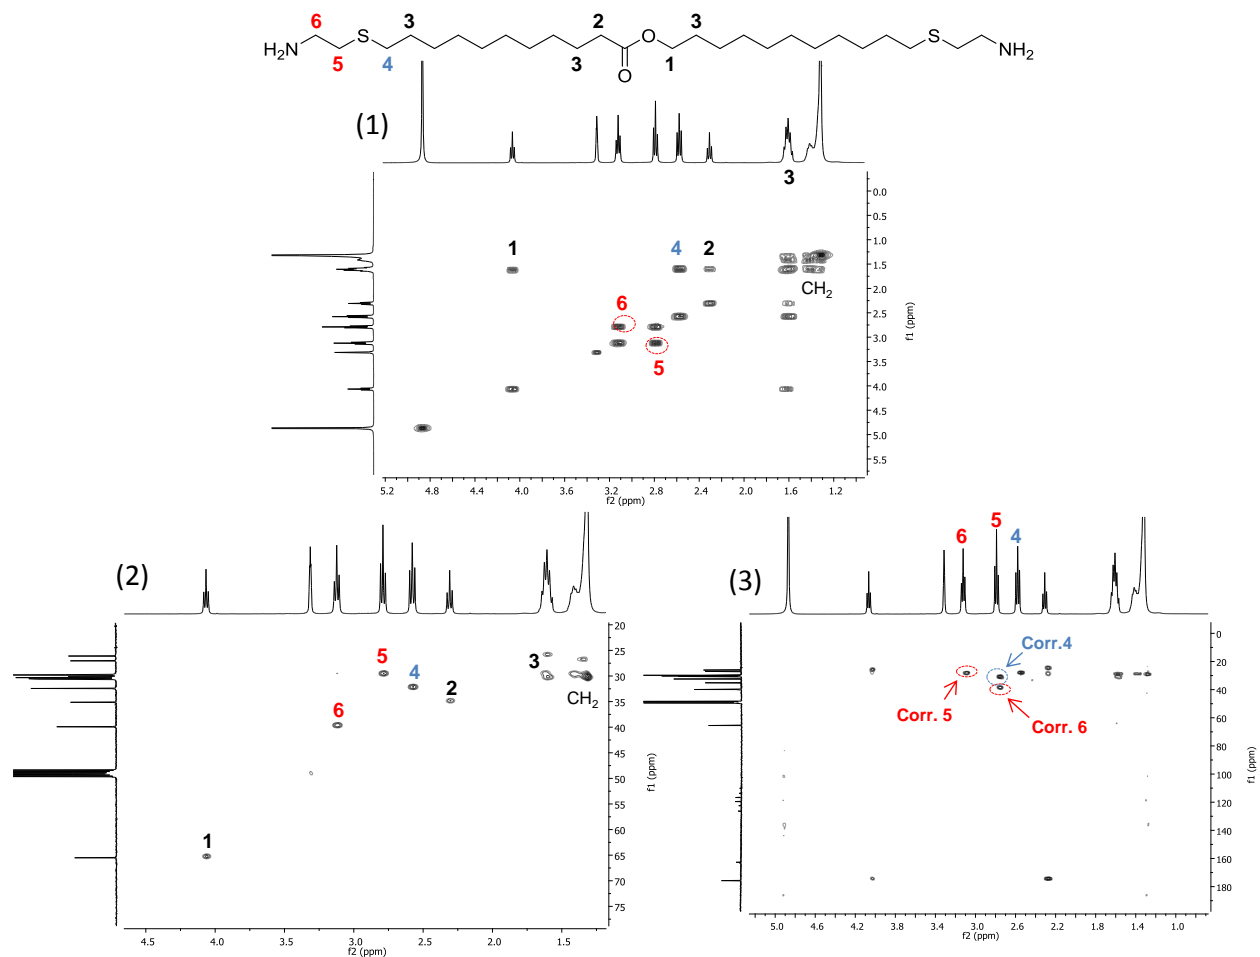 6 3 2 3
H₂N S O S NH₂
5 4 3 O 1
(1)
3
1 4 2
6
CH₂
5
0.0
0.5
1.0
1.5
2.0
2.5
3.0
3.5
4.0
4.5
5.0
5.5
f1 (ppm)
5.2 4.8 4.4 4.0 3.6 3.2 2.8 2.4 2.0 1.6 1.2
f2 (ppm)
(2)
5 4 3
2
CH₂
6
1
20
25
30
35
40
45
50
55
60
65
70
75
f1 (ppm)
4.5 4.0 3.5 3.0 2.5 2.0 1.5
f2 (ppm)
(3)
5
6 4
Corr.4
Corr. 5
Corr. 6
0
20
40
60
80
100
120
140
160
180
f1 (ppm)
5.0 4.6 4.2 3.8 3.4 3.0 2.6 2.2 1.8 1.4 1.0
f2 (ppm)